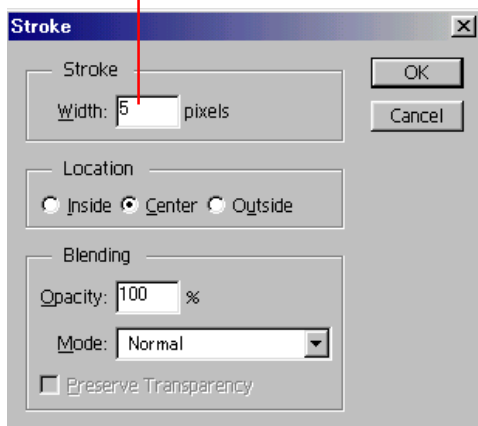 Stroke
Stroke
Width: 5 pixels
OK
Cancel
Location
Inside Center Outside
Blending
Opacity: 100 %
Mode: Normal
Preserve Transparency